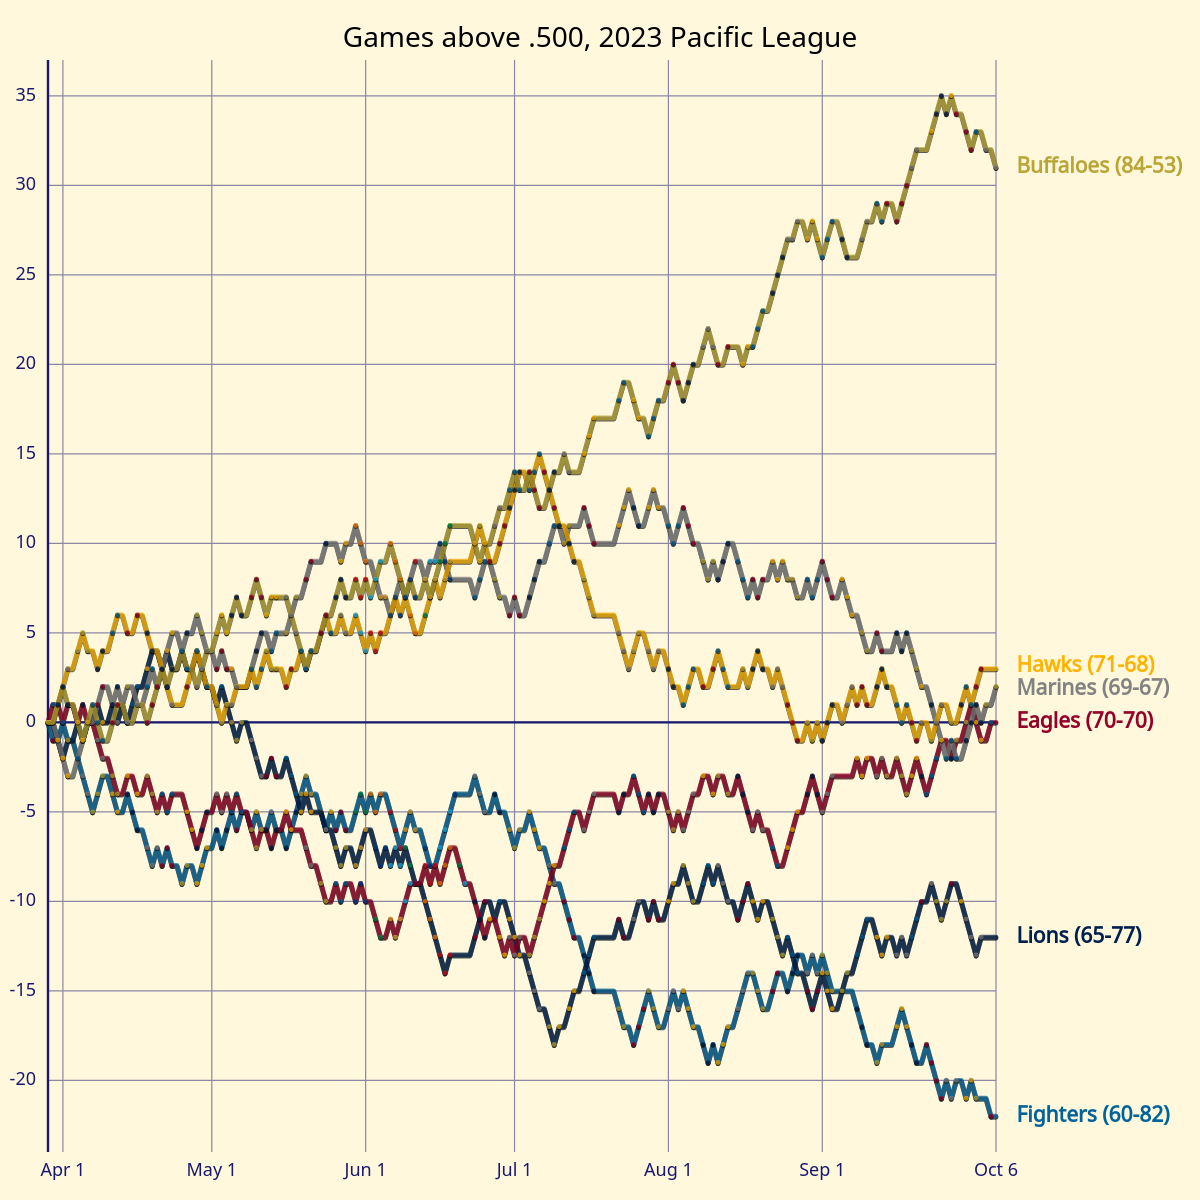 Games above .500, 2023 Pacific League
35
30
25
20
15
10
5
0
-5
-10
-15
-20
Buffaloes (84-53)
Hawks (71-68)
Marines (69-67)
Eagles (70-70)
Lions (65-77)
Fighters (60-82)
Apr 1 May 1 Jun 1 Jul 1 Aug 1 Sep 1 Oct 6